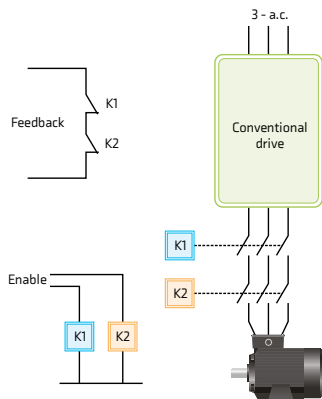 3 - a.c.
Conventional
drive
K1
Feedback
K2
K1
K2
Enable
K1
K2